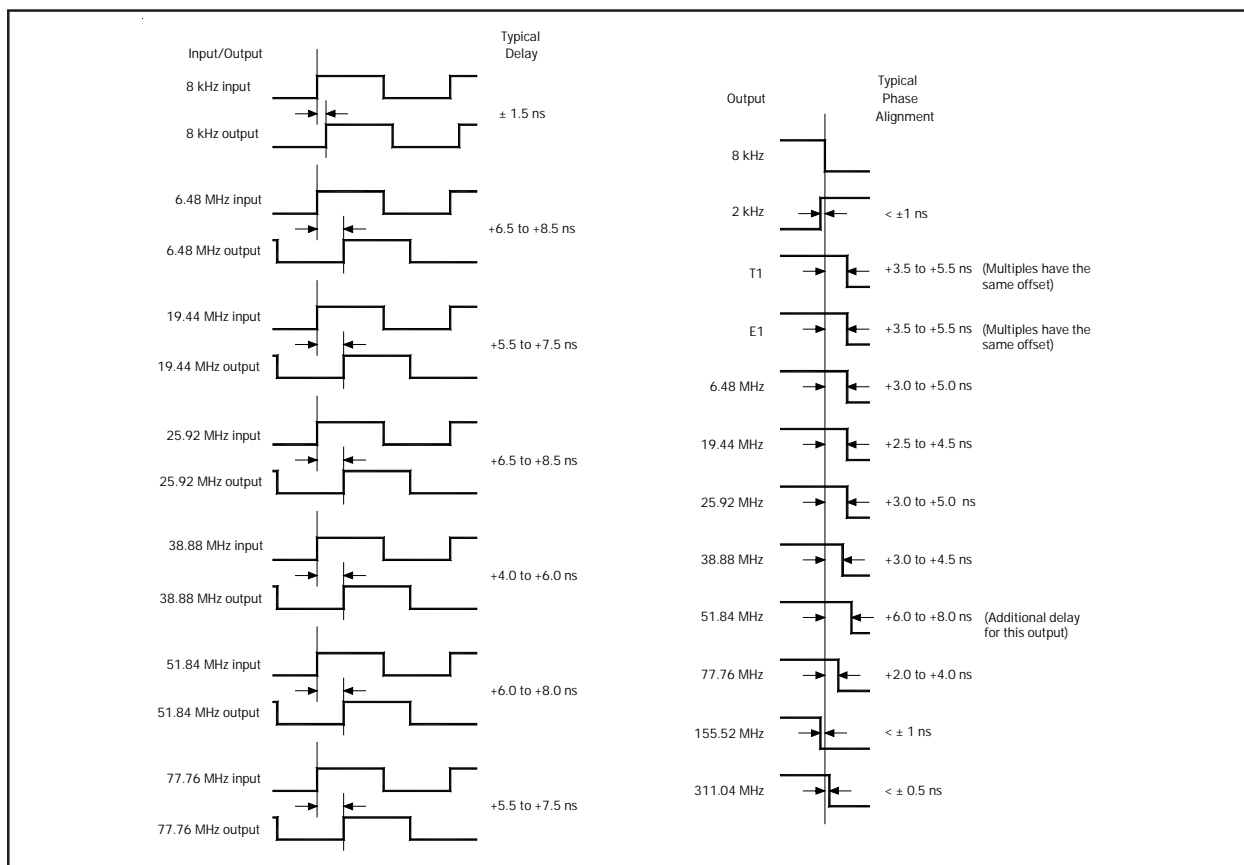 Input/Output
Typical
Delay
8 kHz input
± 1.5 ns
8 kHz output
6.48 MHz input
+6.5 to +8.5 ns
6.48 MHz output
19.44 MHz input
+5.5 to +7.5 ns
19.44 MHz output
25.92 MHz input
+6.5 to +8.5 ns
25.92 MHz output
38.88 MHz input
+4.0 to +6.0 ns
38.88 MHz output
51.84 MHz input
+6.0 to +8.0 ns
51.84 MHz output
77.76 MHz input
+5.5 to +7.5 ns
77.76 MHz output
Output
Typical
Phase
Alignment
8 kHz
2 kHz
< ±1 ns
T1
+3.5 to +5.5 ns (Multiples have the
same offset)
E1
+3.5 to +5.5 ns (Multiples have the
same offset)
6.48 MHz
+3.0 to +5.0 ns
19.44 MHz
+2.5 to +4.5 ns
25.92 MHz
+3.0 to +5.0 ns
38.88 MHz
+3.0 to +4.5 ns
51.84 MHz
+6.0 to +8.0 ns (Additional delay
for this output)
77.76 MHz
+2.0 to +4.0 ns
155.52 MHz
< ± 1 ns
311.04 MHz
< ± 0.5 ns